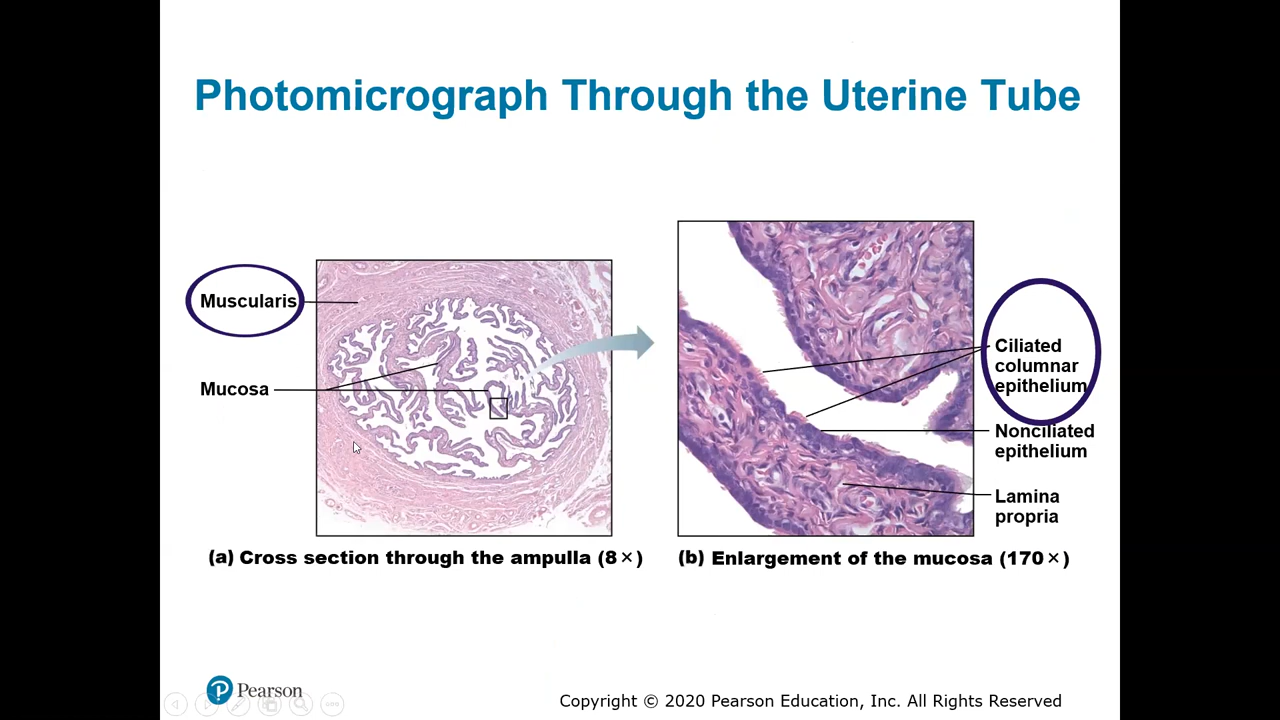 Photomicrograph Through the Uterine Tube
Muscularis
Mucosa
Ciliated
columnar
epithelium
Nonciliated
epithelium
Lamina
propria
(a) Cross section through the ampulla (8×)
(b) Enlargement of the mucosa (170×)
P Pearson
Copyright © 2020 Pearson Education, Inc. All Rights Reserved